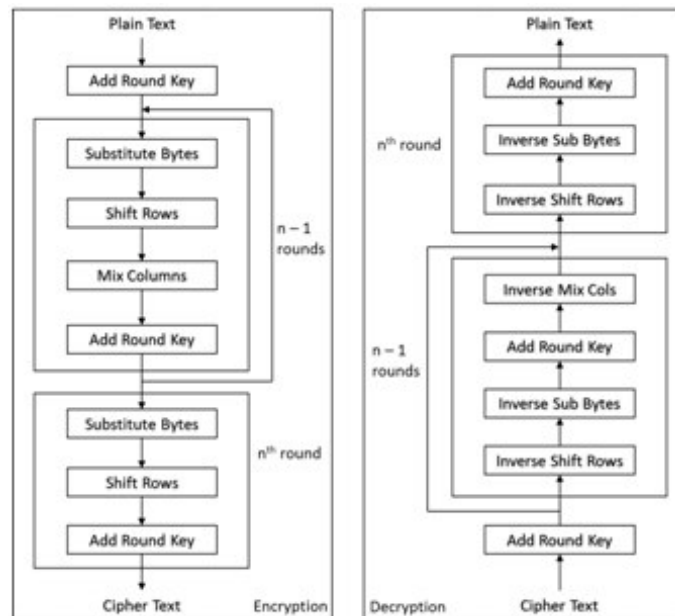 Plain Text
Add Round Key
Substitute Bytes
Shift Rows
n – 1
rounds
Mix Columns
Add Round Key
Substitute Bytes
nth round
Shift Rows
Add Round Key
Cipher Text
Encryption
Plain Text
Add Round Key
nth round
Inverse Sub Bytes
Inverse Shift Rows
Inverse Mix Cols
n – 1
rounds
Add Round Key
Inverse Sub Bytes
Inverse Shift Rows
Add Round Key
Decryption
Cipher Text